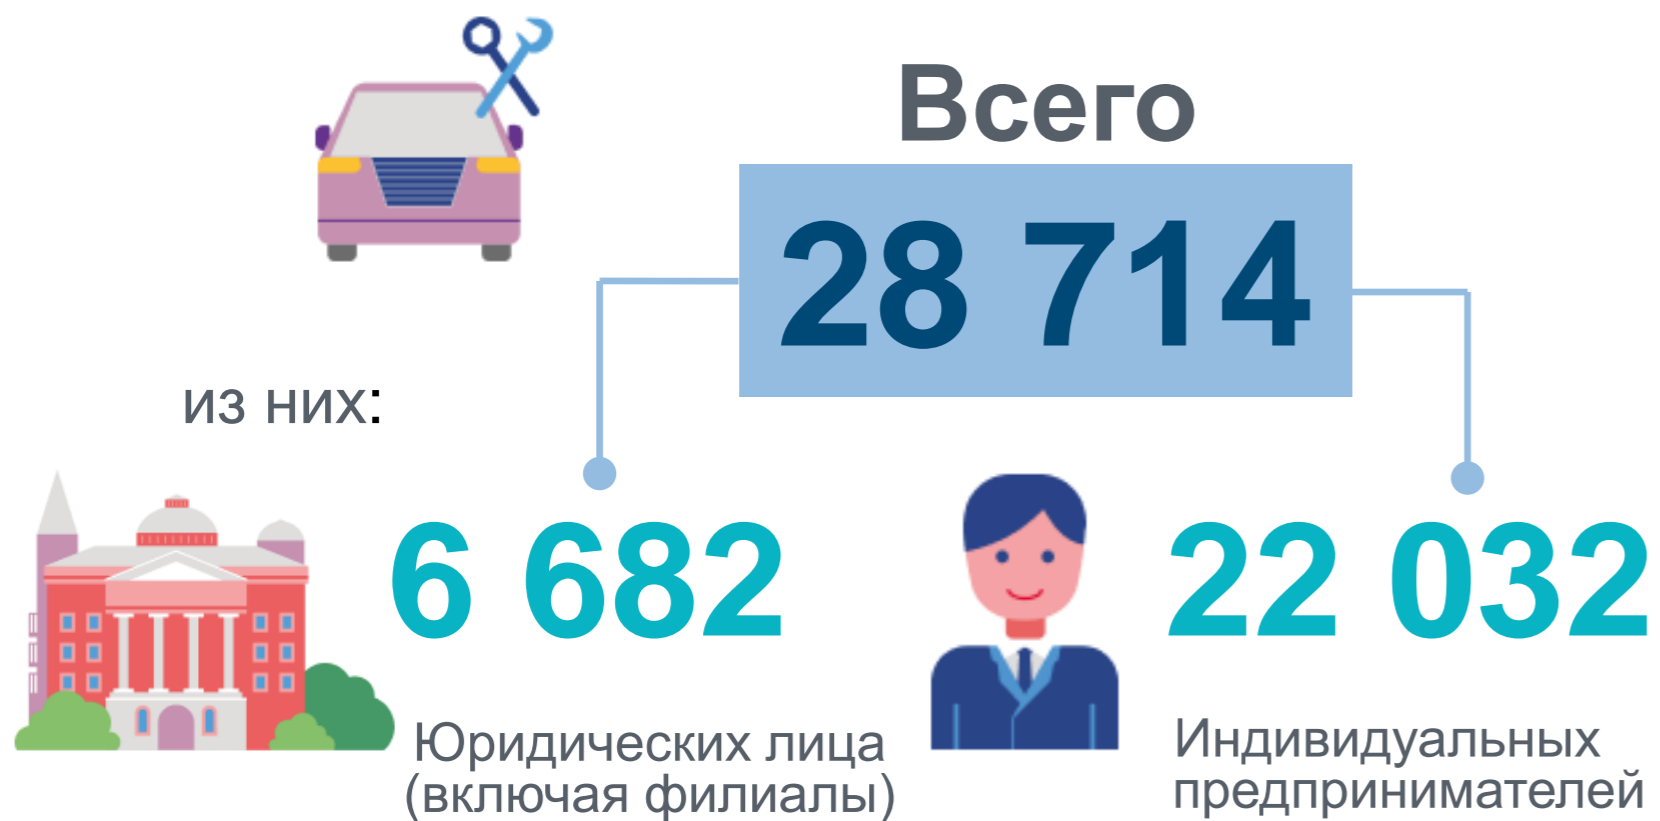 Всего
28 714
из них:
6 682
Юридических лица
(включая филиалы)
22 032
Индивидуальных
предпринимателей